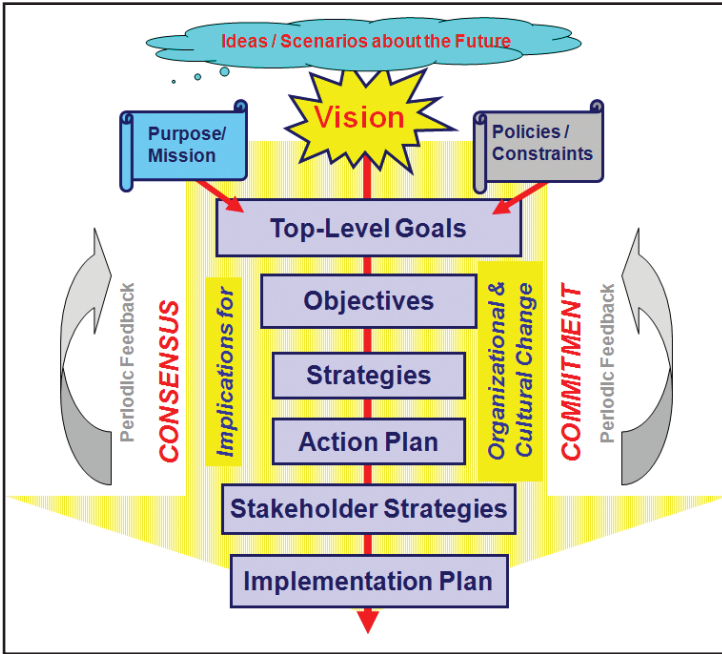 Ideas / Scenarios about the Future
Vision
Purpose/
Mission
Policies /
Constraints
Top-Level Goals
Objectives
Strategies
Action Plan
Stakeholder Strategies
Implementation Plan
Periodic Feedback
CONSENSUS
Implications for
Organizational &
Cultural Change
COMMITMENT
Periodic Feedback